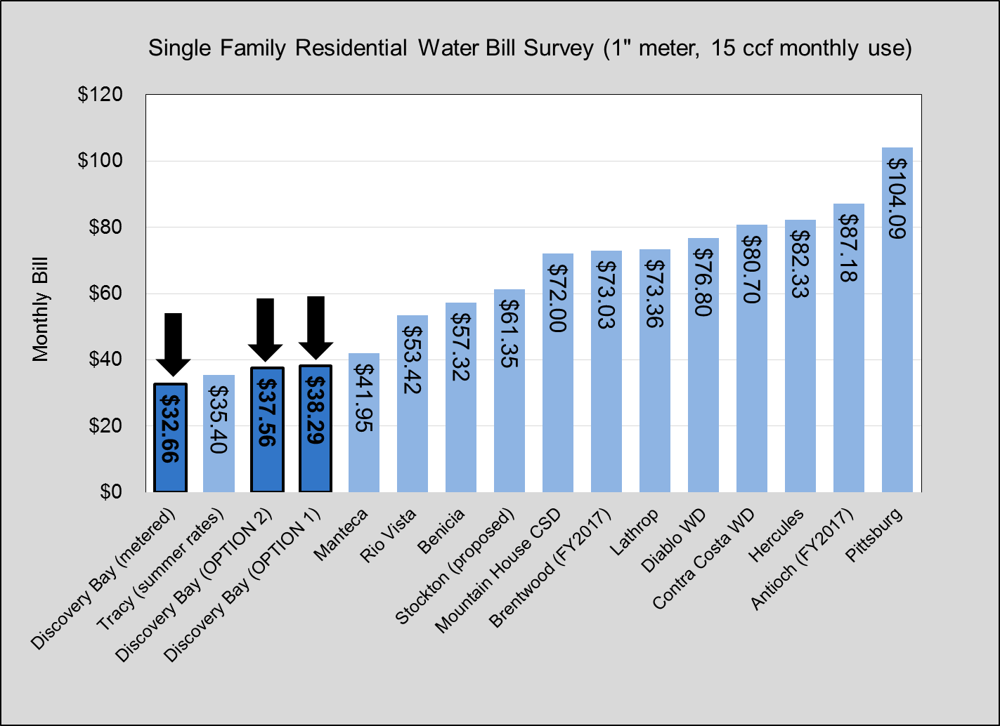 Single Family Residential Water Bill Survey (1" meter, 15 ccf monthly use)
$120
$100
$80
$60
$40
$20
$0
Monthly Bill
$32.66
$35.40
$37.56
$38.29
$41.95
$53.42
$57.32
$61.35
$72.00
$73.03
$73.36
$76.80
$80.70
$82.33
$87.18
$104.09
Discovery Bay (metered)
Tracy (summer rates)
Discovery Bay (OPTION 2)
Discovery Bay (OPTION 1)
Manteca
Rio Vista
Benicia
Stockton (proposed)
Mountain House CSD
Brentwood (FY2017)
Lathrop
Diablo WD
Contra Costa WD
Hercules
Antioch (FY2017)
Pittsburg